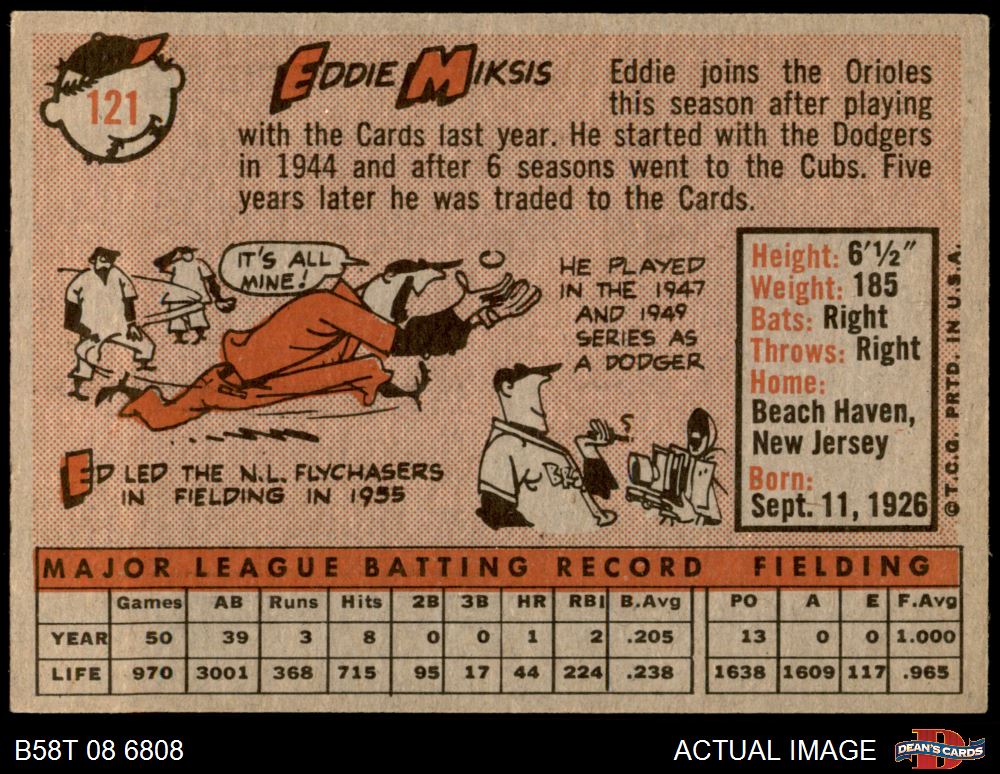 121
EDDIE MIKSIS
Eddie joins the Orioles
this season after playing
with the Cards last year. He started with the Dodgers
in 1944 and after 6 seasons went to the Cubs. Five
years later he was traded to the Cards.
IT'S ALL
MINE!
HE PLAYED
IN THE 1947
AND 1949
SERIES AS
A DODGER
ED LED THE N.L. FLYCHASERS
IN FIELDING IN 1955
Height: 6'½"
Weight: 185
Bats: Right
Throws: Right
Home:
Beach Haven,
New Jersey
Born:
Sept. 11, 1926
© T.C.G. PRTD. IN U.S.A.
MAJOR LEAGUE BATTING RECORD FIELDING
Games AB Runs Hits 2B 3B HR RBI B.Avg PO A E F.Avg
YEAR 50 39 3 8 0 0 1 2 .205 13 0 0 1.000
LIFE 970 3001 368 715 95 17 44 224 .238 1638 1609 117 .965
B58T 08 6808
ACTUAL IMAGE
DEAN'S CARDS